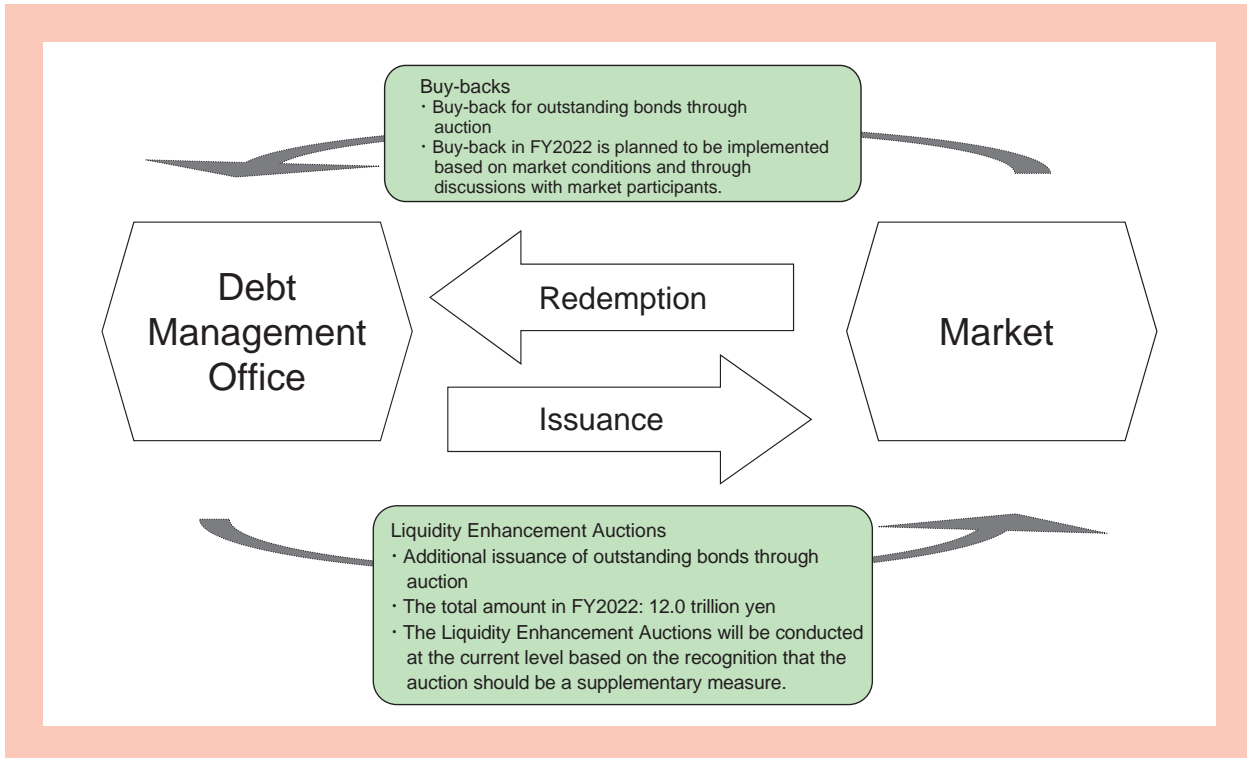 Buy-backs
・Buy-back for outstanding bonds through
auction
・Buy-back in FY2022 is planned to be implemented
based on market conditions and through
discussions with market participants.
Debt
Management
Office
Redemption
Issuance
Market
Liquidity Enhancement Auctions
・Additional issuance of outstanding bonds through
auction
・The total amount in FY2022: 12.0 trillion yen
・The Liquidity Enhancement Auctions will be conducted
at the current level based on the recognition that the
auction should be a supplementary measure.